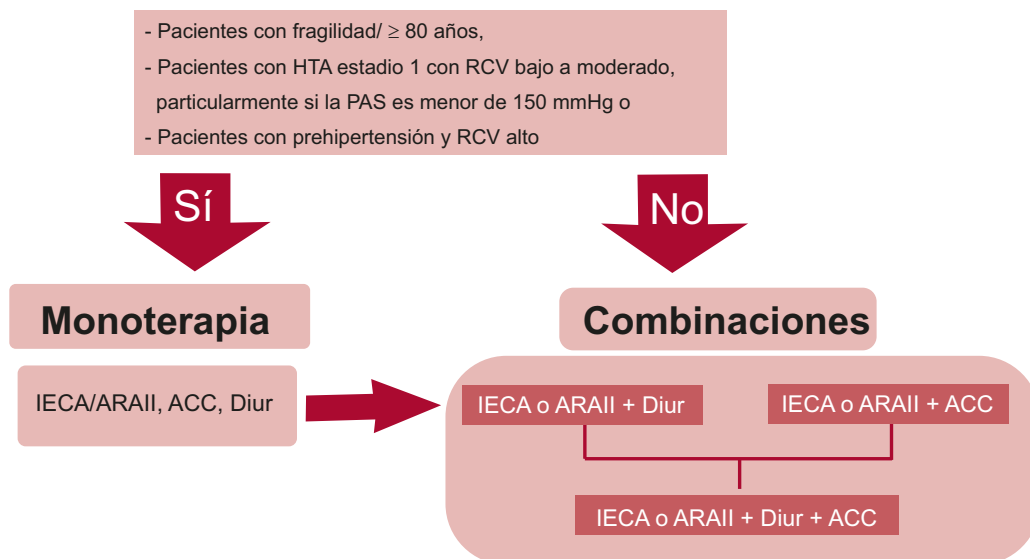 - Pacientes con fragilidad/ ≥ 80 años,
- Pacientes con HTA estadio 1 con RCV bajo a moderado,
particularmente si la PAS es menor de 150 mmHg o
- Pacientes con prehipertensión y RCV alto
Sí
No
Monoterapia
Combinaciones
IECA/ARAII, ACC, Diur
IECA o ARAII + Diur
IECA o ARAII + ACC
IECA o ARAII + Diur + ACC